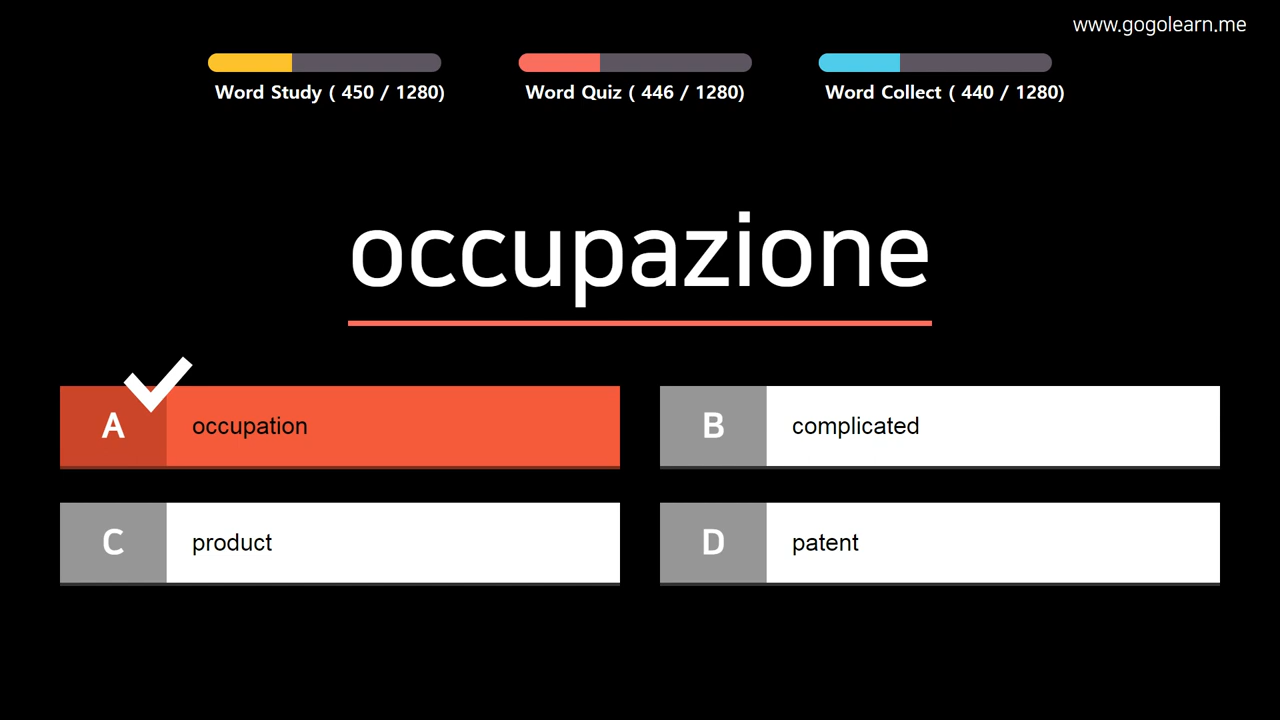 www.gogolearn.me
Word Study ( 450 / 1280)
Word Quiz ( 446 / 1280)
Word Collect ( 440 / 1280)
occupazione
A occupation
B complicated
C product
D patent